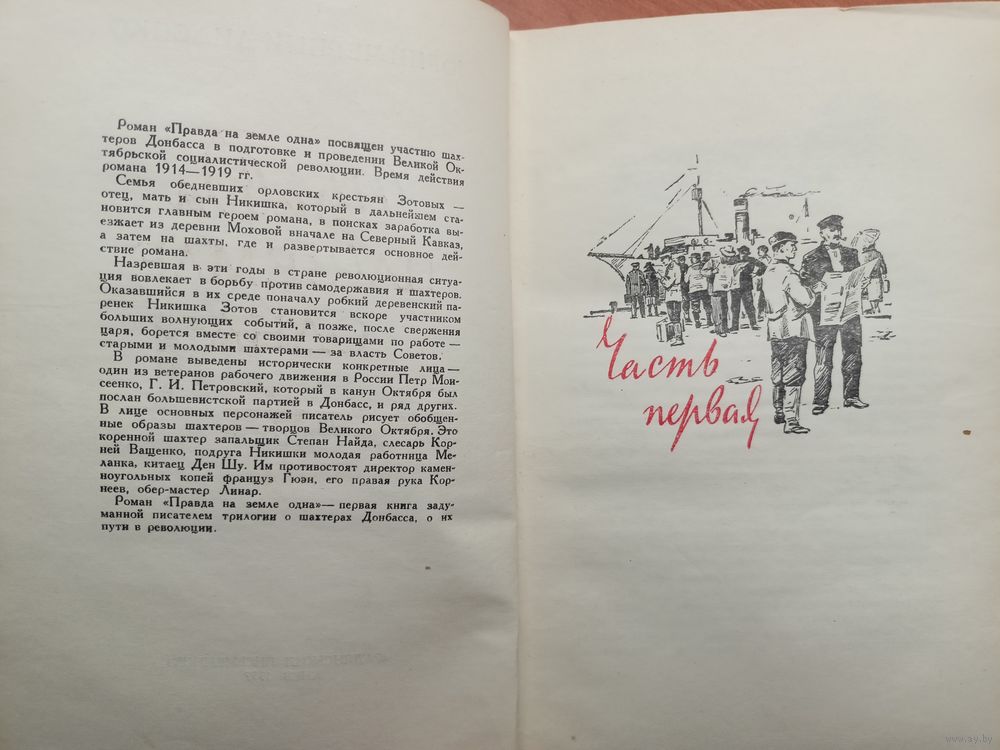 Роман «Правда на земле одна» посвящен участию шах-
теров Донбасса в подготовке и проведении Великой Ок-
тябрьской социалистической революции. Время действия
романа 1914—1919 гг.
Семья обедневших орловских крестьян Зотовых —
отец, мать и сын Никишка, который в дальнейшем ста-
новится главным героем романа, в поисках заработка вы-
езжает из деревни Моховой вначале на Северный Кавказ,
а затем на шахты, где и развертывается основное дей-
ствие романа.
Назревшая в эти годы в стране революционная ситу-
ация вовлекает в борьбу против самодержавия и шахтеров.
Оказавшийся в их среде поначалу робкий деревенский па-
ренек Никишка Зотов становится вскоре участником
больших волнующих событий, а позже, после свержения
царя, борется вместе со своими товарищами по работе —
старыми и молодыми шахтерами — за власть Советов.
В романе выведены исторически конкретные лица —
один из ветеранов рабочего движения в России Петр Мои-
сеенко, Г. И. Петровский, который в канун Октября был
послан большевистской партией в Донбасс, и ряд других.
В лице основных персонажей писатель рисует обобщен-
ные образы шахтеров — творцов Великого Октября. Это
коренной шахтер запальщик Степан Найда, слесарь Кор-
ней Ващенко, подруга Никишки молодая работница Ме-
ланка, китаец Ден Шу. Им противостоят директор камен-
ноугольных копей француз Гюэн, его правая рука Кор-
неев, обер-мастер Линар.
Роман «Правда на земле одна»— первая книга заду-
манной писателем трилогии о шахтерах Донбасса, о их
пути в революции.
Часть
первая
www.ay.by